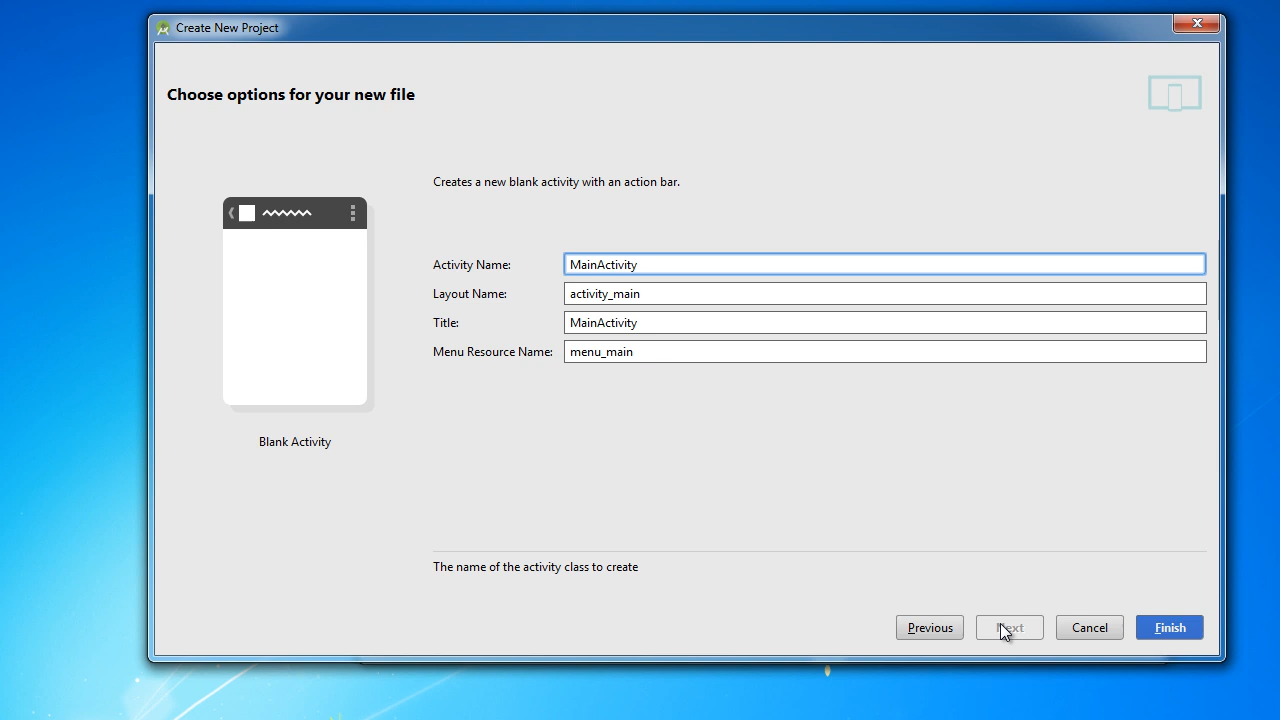 Create New Project
Choose options for your new file
Creates a new blank activity with an action bar.
Activity Name: MainActivity
Layout Name: activity_main
Title: MainActivity
Menu Resource Name: menu_main
Blank Activity
The name of the activity class to create
Previous Next Cancel Finish